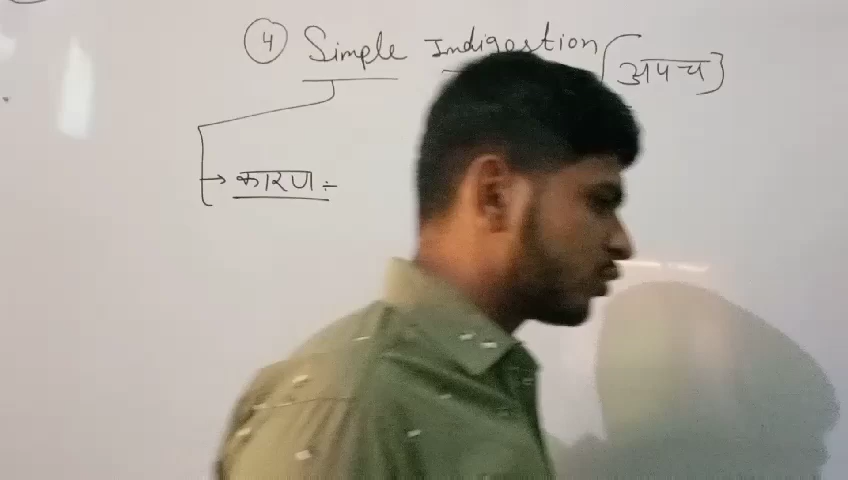 ④ Simple Indigestion (अपच)
→ कारण :-